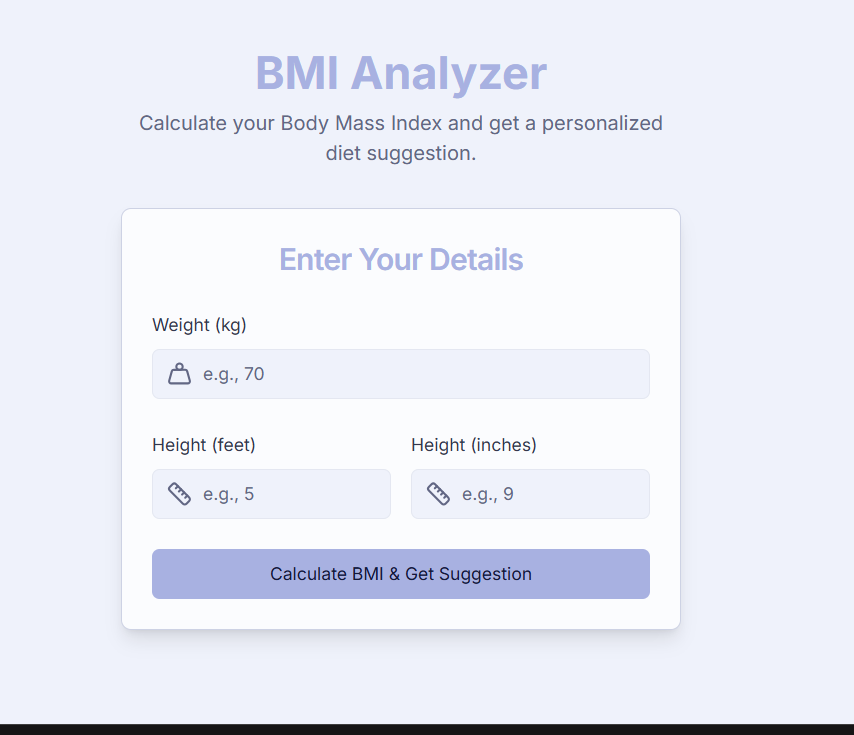 BMI Analyzer
Calculate your Body Mass Index and get a personalized
diet suggestion.
Enter Your Details
Weight (kg)
e.g., 70
Height (feet)
Height (inches)
e.g., 5
e.g., 9
Calculate BMI & Get Suggestion